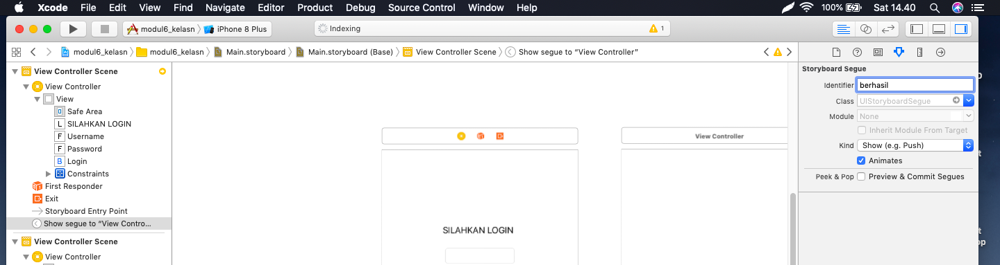 Xcode File Edit View Find Navigate Editor Product Debug Source Control Window Help 100% Sat 14.40
modul6_kelasn iPhone 8 Plus Indexing 1
modul6_kelasn modul6_kelasn Main.storyboard Main.storyboard (Base) View Controller Scene Show segue to “View Controller”
View Controller Scene
View Controller
View
Safe Area
L SILAHKAN LOGIN
F Username
F Password
B Login
Constraints
First Responder
Exit
Storyboard Entry Point
Show segue to “View Contro...
View Controller Scene
View Controller
View Controller
SILAHKAN LOGIN
Storyboard Segue
Identifier berhasil
Class UIStoryboardSegue
Module None
Inherit Module From Target
Kind Show (e.g. Push)
Animates
Peek & Pop Preview & Commit Segues